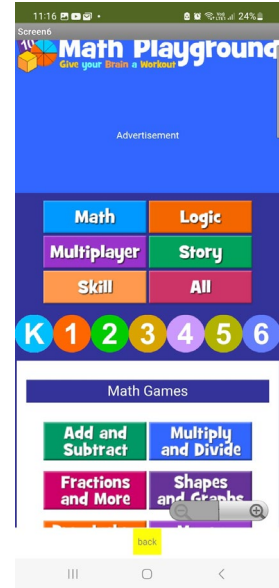 11:16
24%
Screen6
10
Math Playground
Give your Brain a Workout
Advertisement
Math
Logic
Multiplayer
Story
Skill
All
K 1 2 3 4 5 6
Math Games
Add and
Subtract
Multiply
and Divide
Fractions
and More
Shapes
and Graphs
back